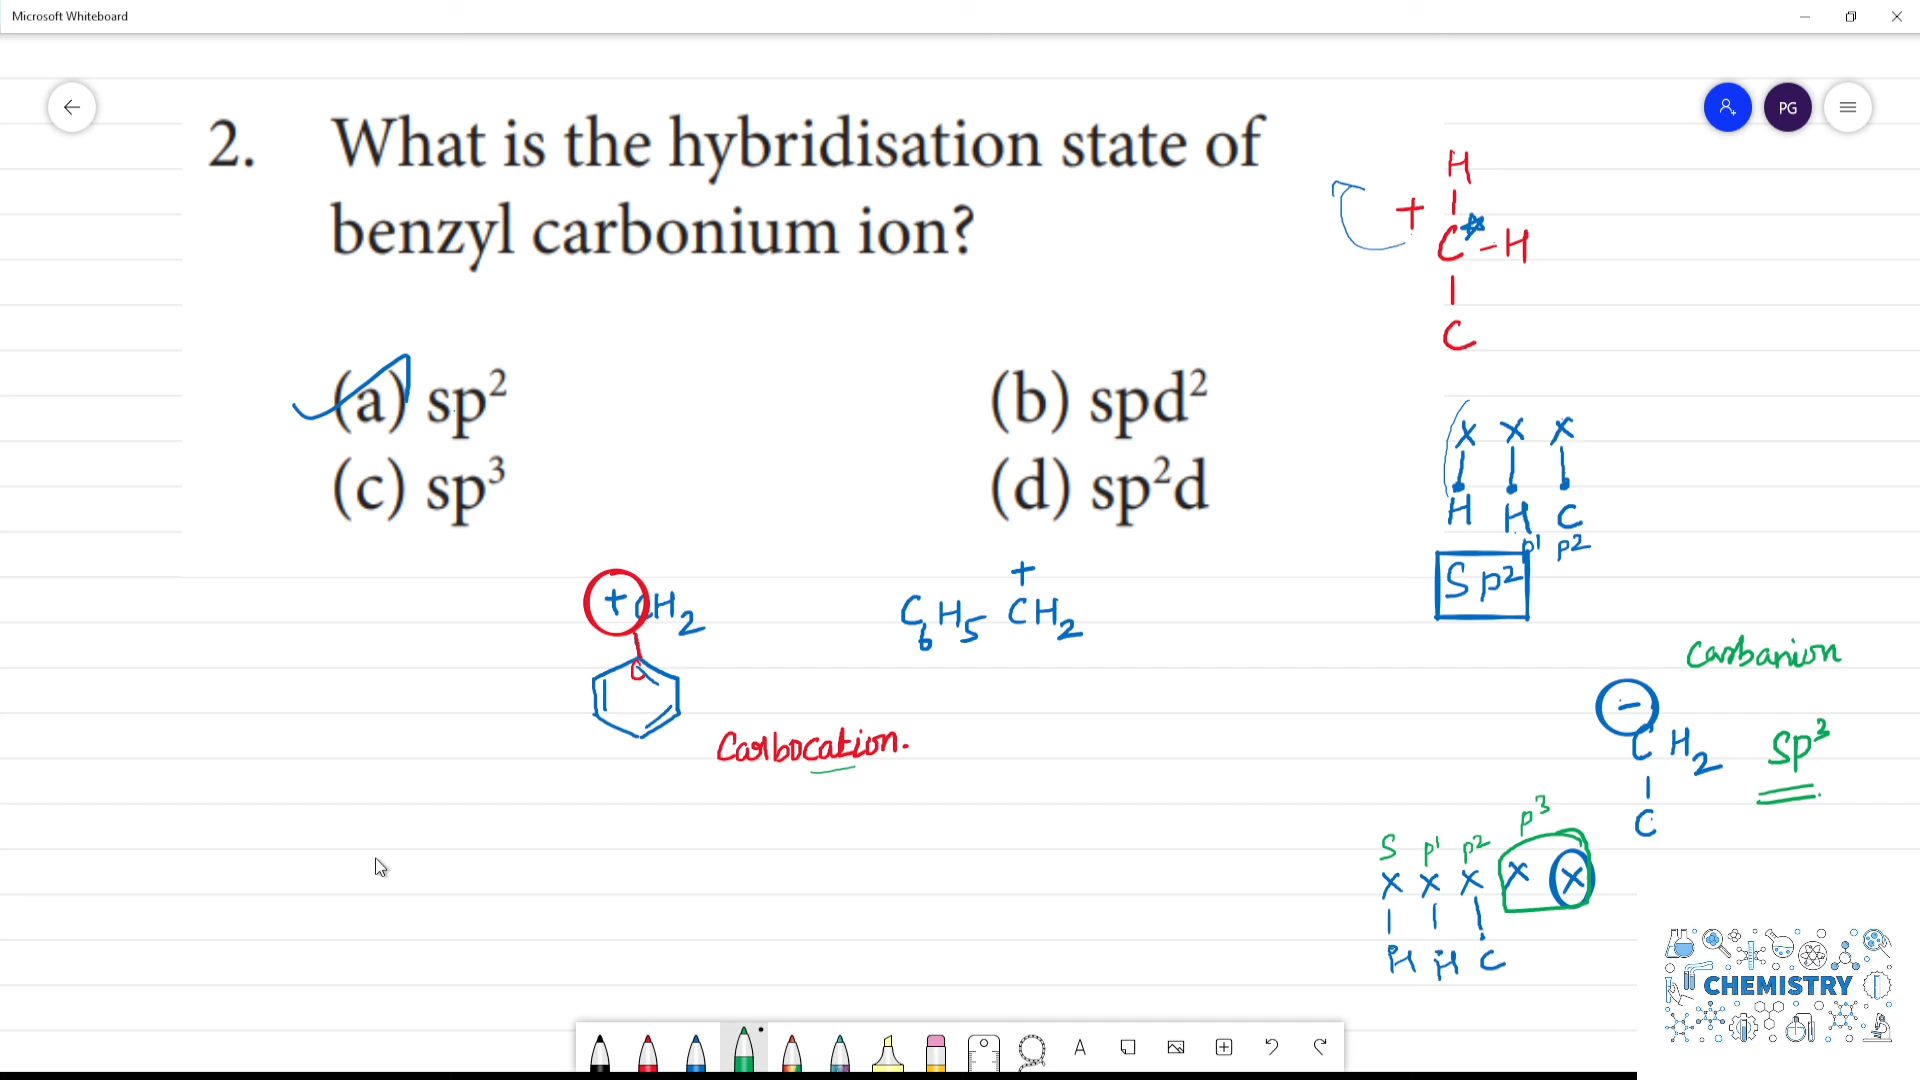 Microsoft Whiteboard
PG
2. What is the hybridisation state of
benzyl carbonium ion?
(a) sp² (b) spd²
(c) sp³ (d) sp²d
H
+ C - H
C
x x x
H H C
p1 p2
Sp2
+CH2
C6H5 CH2
+
C
Carbocation.
Carbanion
−
CH2 Sp3
C
S p1 p2 p3
x x x x x
H H C
CHEMISTRY
A